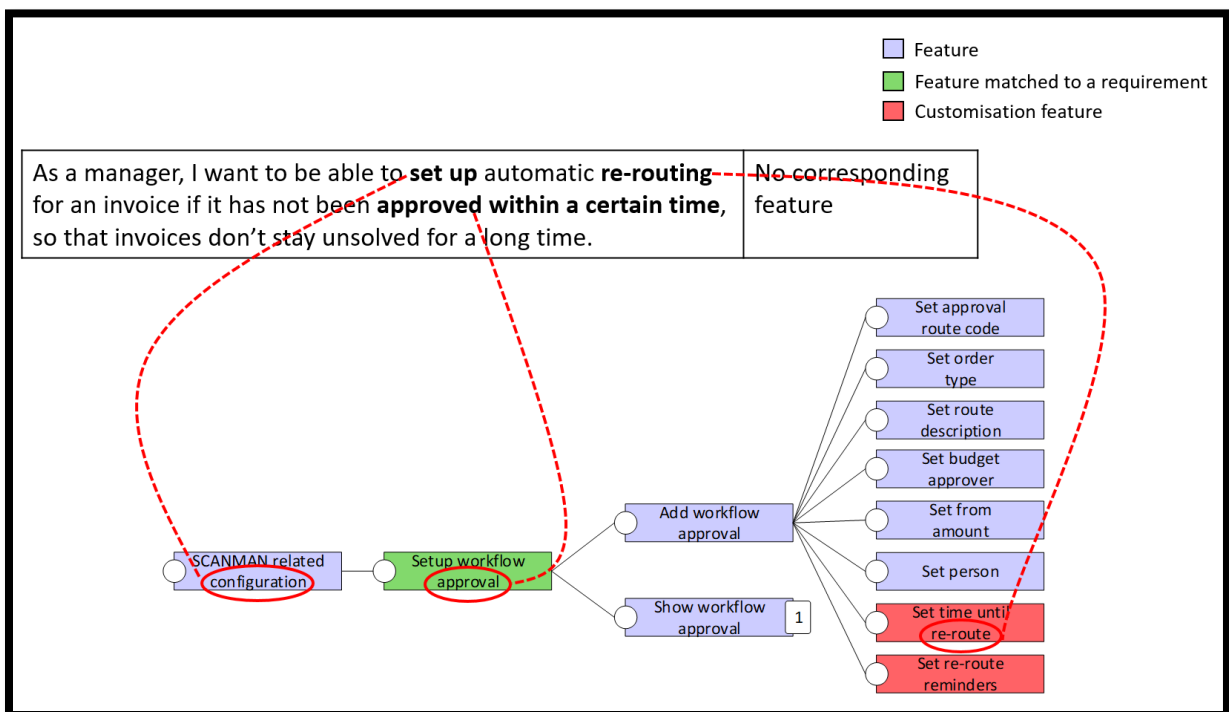 Feature
Feature matched to a requirement
Customisation feature
As a manager, I want to be able to set up automatic re-routing
for an invoice if it has not been approved within a certain time,
so that invoices don't stay unsolved for a long time.
No corresponding
feature
Set approval
route code
Set order
type
Set route
description
Set budget
approver
Add workflow
approval
Set from
amount
SCANMAN related
configuration
Setup workflow
approval
Set person
Show workflow
approval
1
Set time until
re-route
Set re-route
reminders